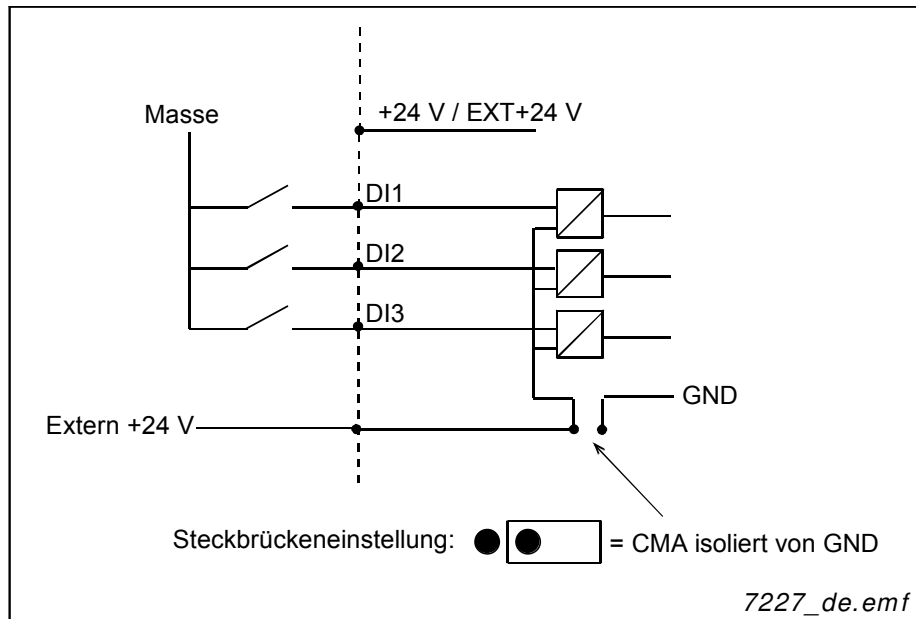 Masse
+24 V / EXT+24 V
DI1
DI2
DI3
GND
Extern +24 V
Steckbrückeneinstellung:
= CMA isoliert von GND
7227_de.emf